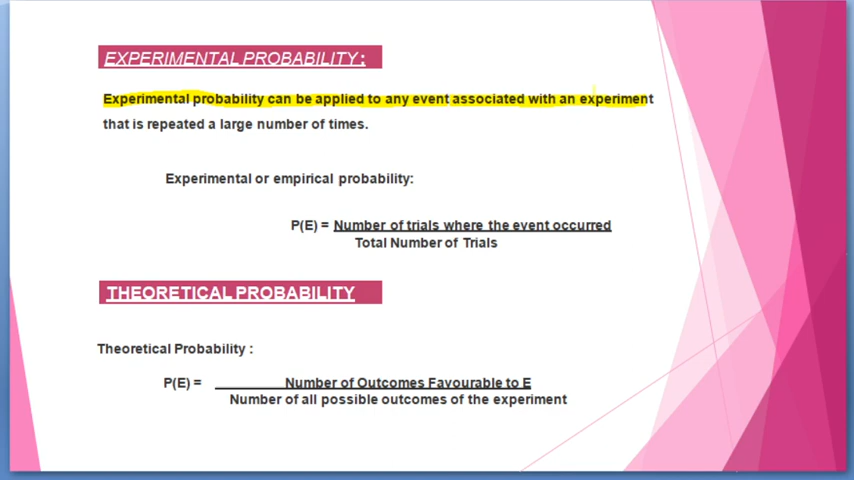 EXPERIMENTAL PROBABILITY:
Experimental probability can be applied to any event associated with an experiment
that is repeated a large number of times.
Experimental or empirical probability:
P(E) = Number of trials where the event occurred
Total Number of Trials
THEORETICAL PROBABILITY
Theoretical Probability :
P(E) = Number of Outcomes Favourable to E
Number of all possible outcomes of the experiment